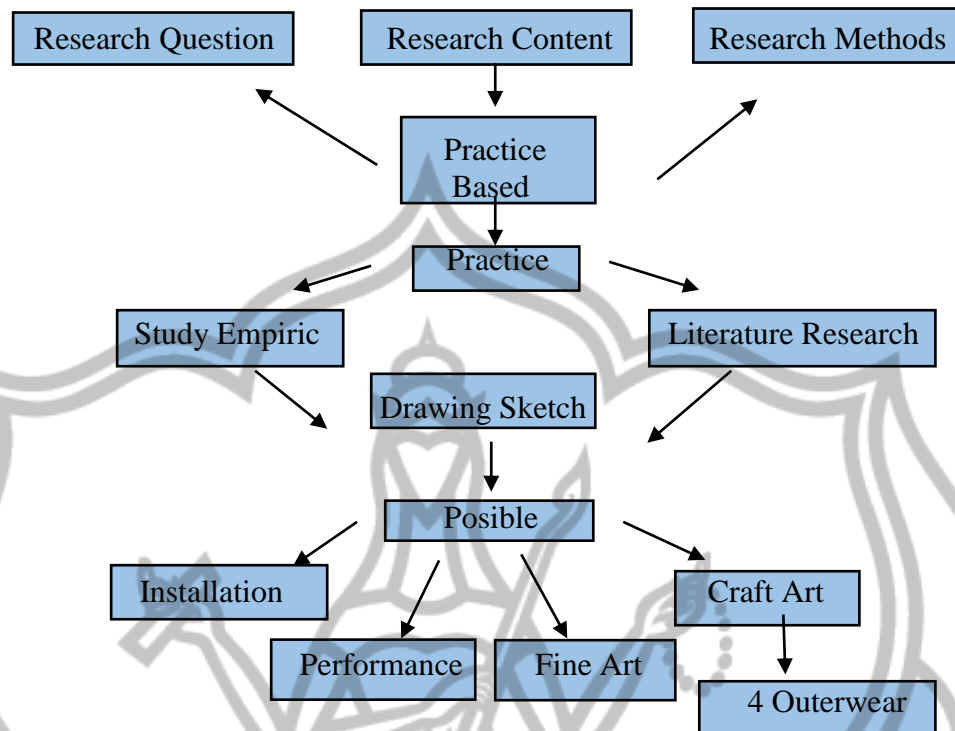 Research Question
Research Content
Research Methods
Practice
Based
Practice
Study Empiric
Literature Research
Drawing Sketch
Posible
Installation
Craft Art
Performance
Fine Art
4 Outerwear